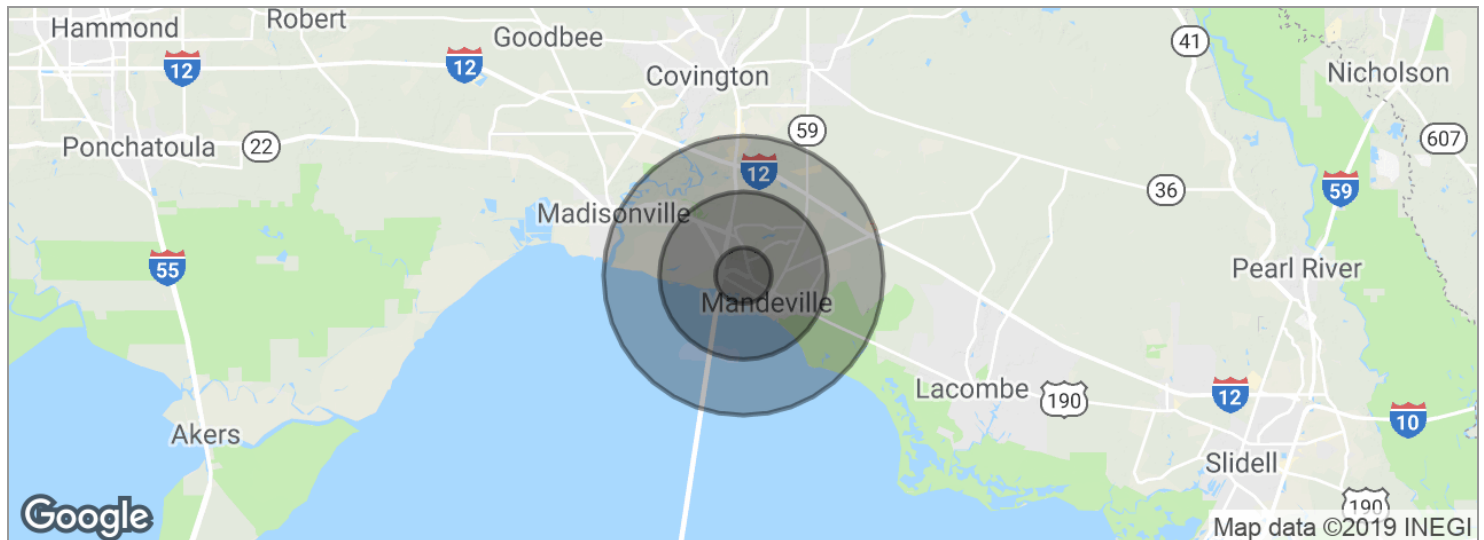 Hammond
Robert
Goodbee
41
12
12
Covington
Nicholson
59
607
Ponchatoula
22
12
36
59
Madisonville
55
Pearl River
Mandeville
Lacombe
190
12
10
Akers
Slidell
190
Google
Map data ©2019 INEGI